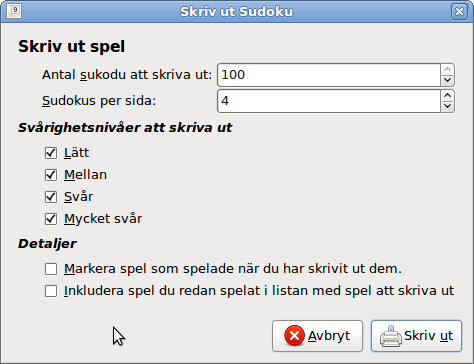 Skriv ut Sudoku
Skriv ut spel
Antal sukodu att skriva ut: 100
Sudokus per sida: 4
Svårighetsnivåer att skriva ut
Lätt
Mellan
Svår
Mycket svår
Detaljer
Markera spel som spelade när du har skrivit ut dem.
Inkludera spel du redan spelat i listan med spel att skriva ut
Avbryt Skriv ut